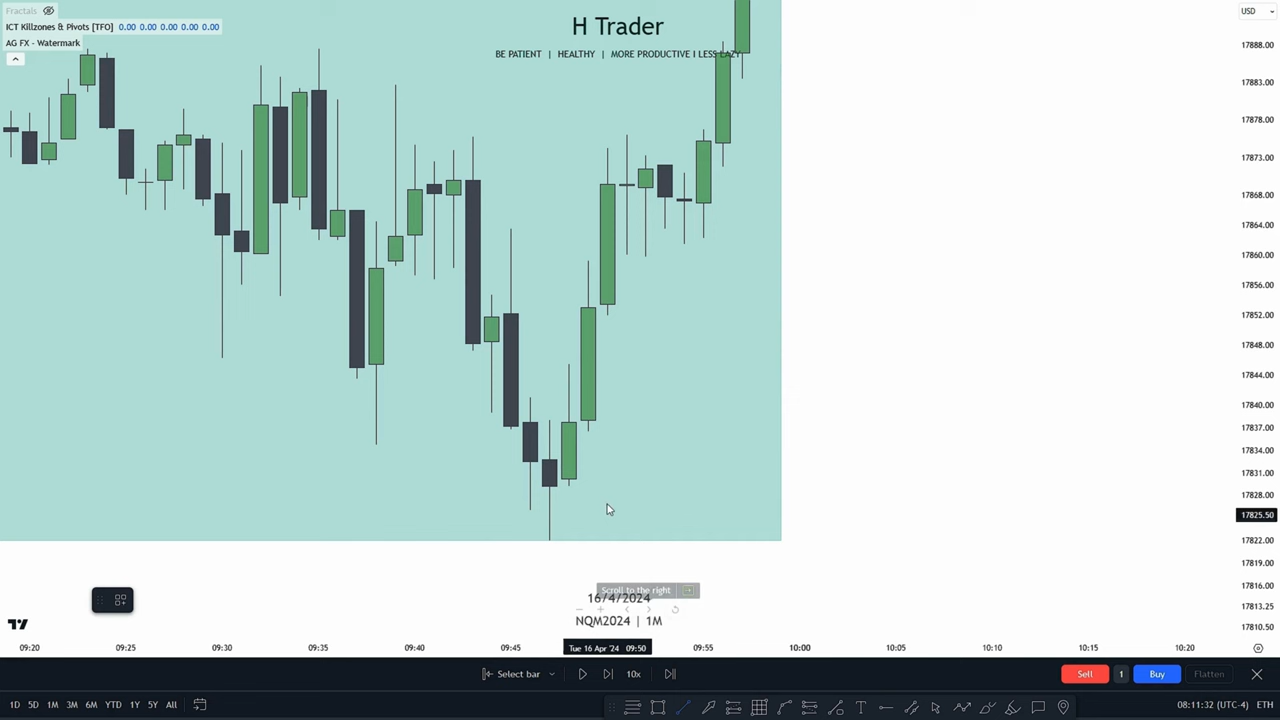 Fractals
ICT Killzones & Pivots [TFO] 0.00 0.00 0.00 0.00 0.00
AG FX - Watermark
H Trader
BE PATIENT | HEALTHY | MORE PRODUCTIVE I LESS LAZY
USD
17888.00
17883.00
17878.00
17873.00
17868.00
17864.00
17860.00
17856.00
17852.00
17848.00
17844.00
17840.00
17837.00
17834.00
17831.00
17828.00
17825.50
17822.00
17819.00
17816.00
17813.25
17810.50
Scroll to the right
16/4/2024
NQM2024 | 1M
09:20 09:25 09:30 09:35 09:40 09:45 Tue 16 Apr '24 09:50 09:55 10:00 10:05 10:10 10:15 10:20
Select bar 10x Sell 1 Buy Flatten
1D 5D 1M 3M 6M YTD 1Y 5Y All 08:11:32 (UTC-4) ETH